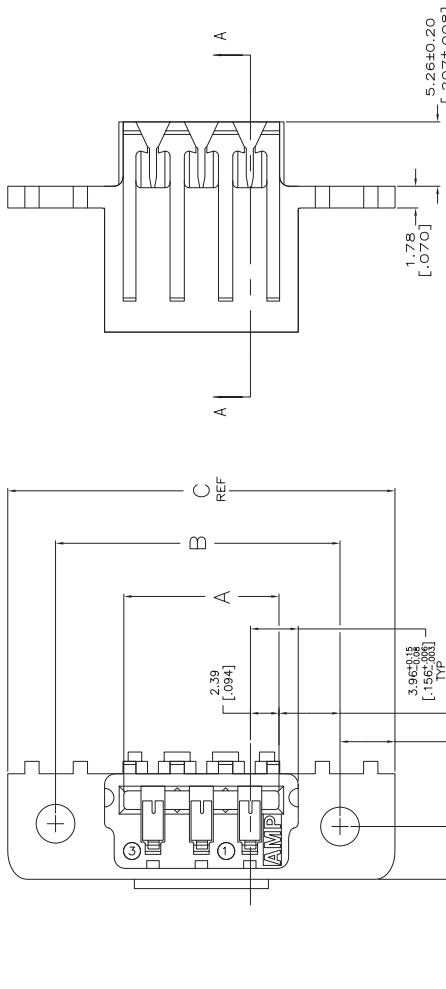 A
A
5.26±0.20
[.207±.008]
1.78
[.070]
C
REF
B
A
2.39
[.094]
3.96+0.15-0.08
[.156+.006-.003]
TYP
3
1
AMP